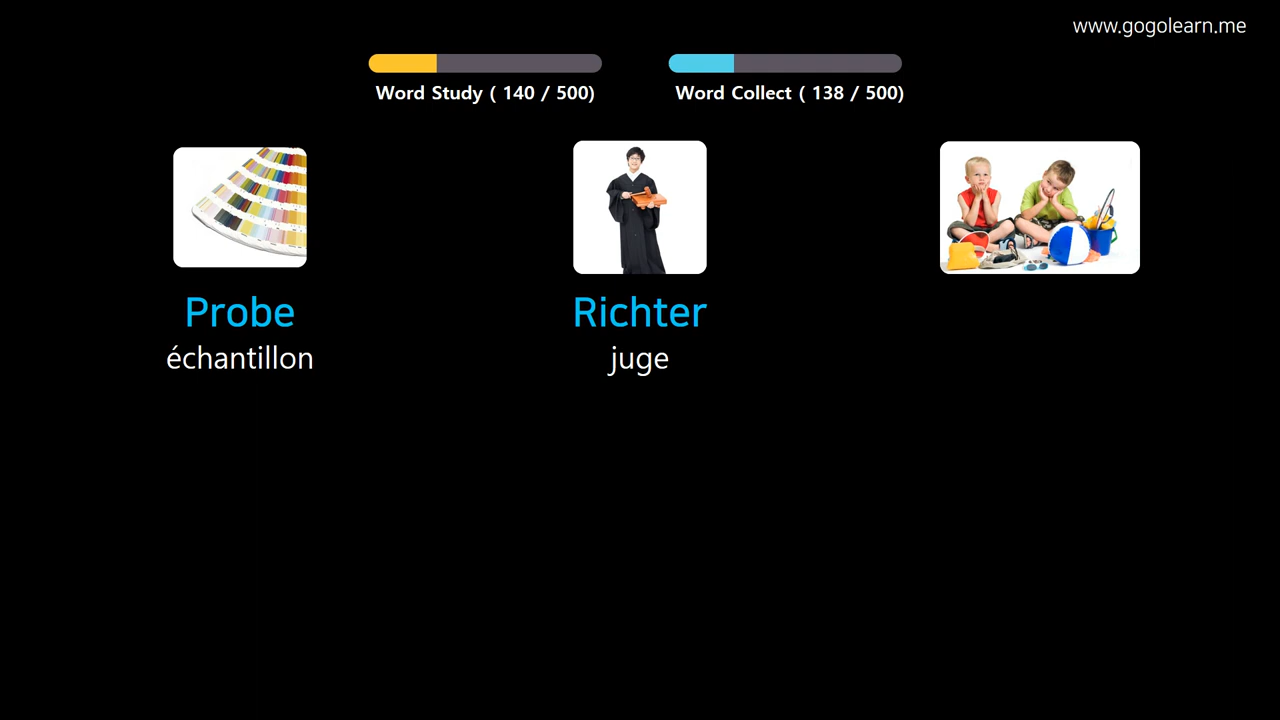 www.gogolearn.me
Word Study ( 140 / 500)
Word Collect ( 138 / 500)
Probe
échantillon
Richter
juge